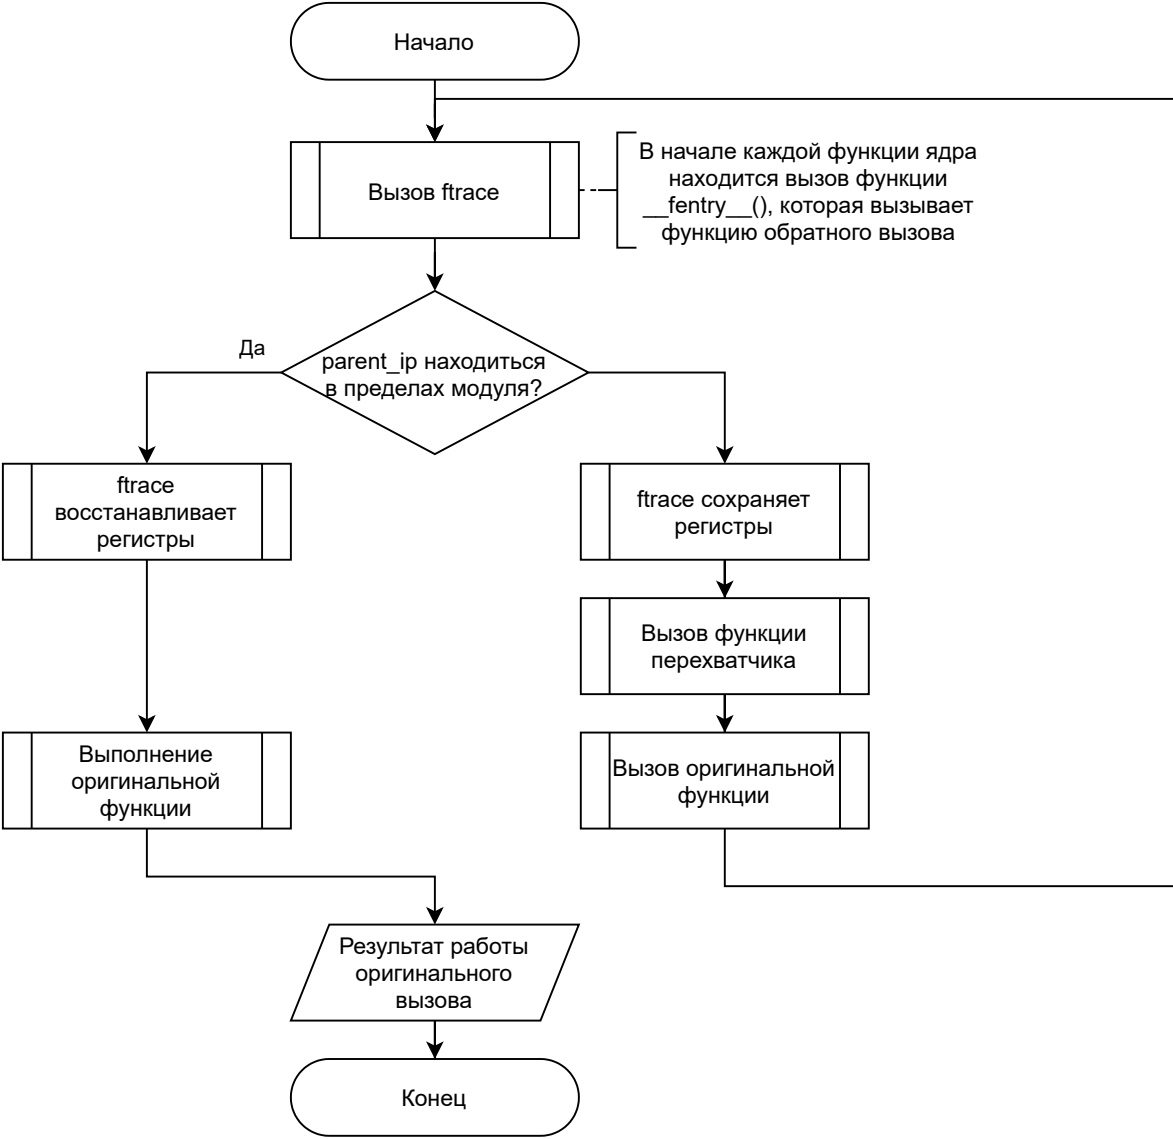 Начало
Вызов ftrace
В начале каждой функции ядра
находится вызов функции
__fentry__(), которая вызывает
функцию обратного вызова
Да
parent_ip находиться
в пределах модуля?
ftrace
восстанавливает
регистры
ftrace сохраняет
регистры
Вызов функции
перехватчика
Выполнение
оригинальной
функции
Вызов оригинальной
функции
Результат работы
оригинального
вызова
Конец